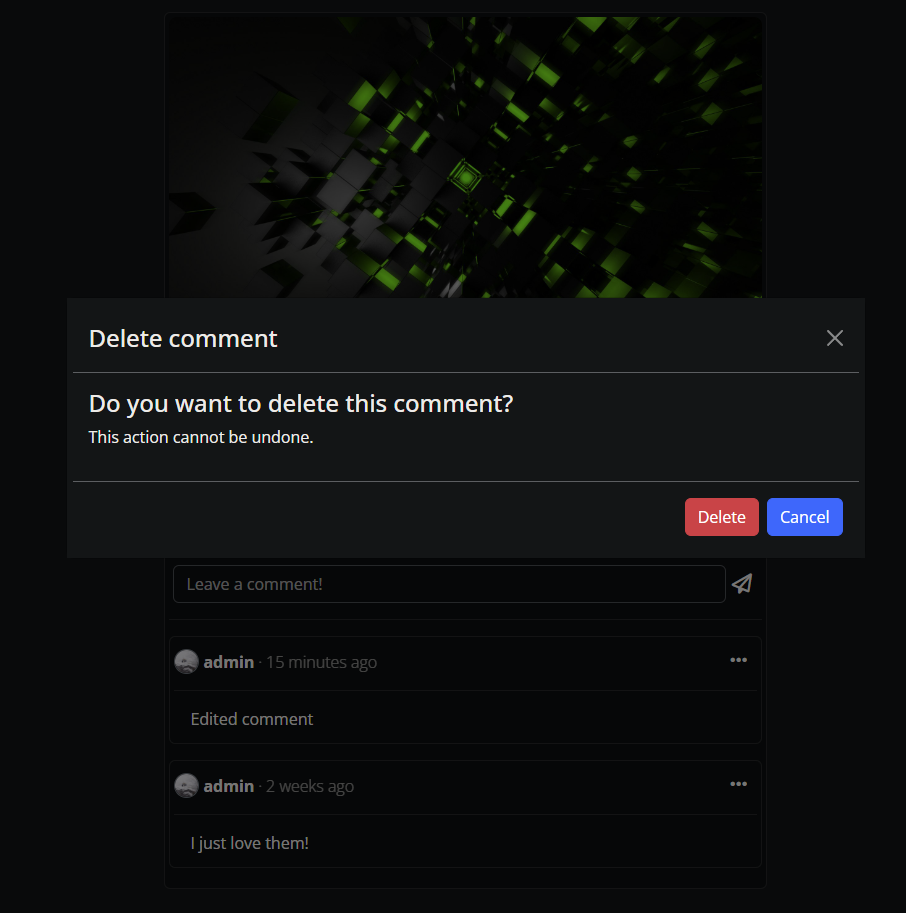 Delete comment
Do you want to delete this comment?
This action cannot be undone.
Delete Cancel
Leave a comment!
admin · 15 minutes ago
Edited comment
admin · 2 weeks ago
I just love them!